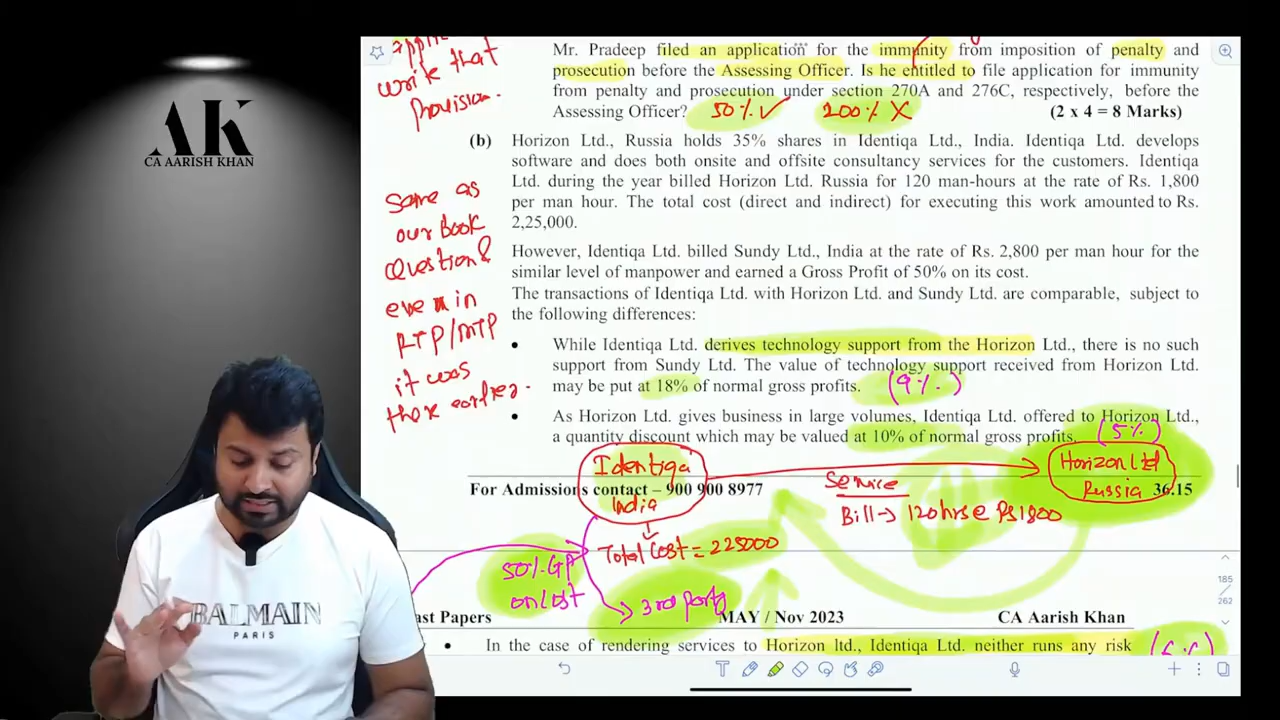 AK
CA AARISH KHAN
BALMAIN
PARIS
write that
provision.
Mr. Pradeep filed an application for the immunity from imposition of penalty and
prosecution before the Assessing Officer. Is he entitled to file application for immunity
from penalty and prosecution under section 270A and 276C, respectively, before the
Assessing Officer? 50% ✓ 200% X (2 x 4 = 8 Marks)
(b) Horizon Ltd., Russia holds 35% shares in Identiqa Ltd., India. Identiqa Ltd. develops
software and does both onsite and offsite consultancy services for the customers. Identiqa
Ltd. during the year billed Horizon Ltd. Russia for 120 man-hours at the rate of Rs. 1,800
per man hour. The total cost (direct and indirect) for executing this work amounted to Rs.
2,25,000.
same as
our Book
question &
even in
RTP/MTP
it was
there earlier.
However, Identiqa Ltd. billed Sundy Ltd., India at the rate of Rs. 2,800 per man hour for the
similar level of manpower and earned a Gross Profit of 50% on its cost.
The transactions of Identiqa Ltd. with Horizon Ltd. and Sundy Ltd. are comparable, subject to
the following differences:
• While Identiqa Ltd. derives technology support from the Horizon Ltd., there is no such
support from Sundy Ltd. The value of technology support received from Horizon Ltd.
may be put at 18% of normal gross profits. (9%)
• As Horizon Ltd. gives business in large volumes, Identiqa Ltd. offered to Horizon Ltd.,
a quantity discount which may be valued at 10% of normal gross profits. (5%)
Identiqa
India
Service
Bill → 120hrs @ Rs1800
Horizon Ltd
Russia
For Admissions contact – 900 900 8977 36.15
Total Cost = 225000
50% GP
on Cost
3rd party
185
262
ast Papers MAY / Nov 2023 CA Aarish Khan
• In the case of rendering services to Horizon ltd., Identiqa Ltd. neither runs any risk
T